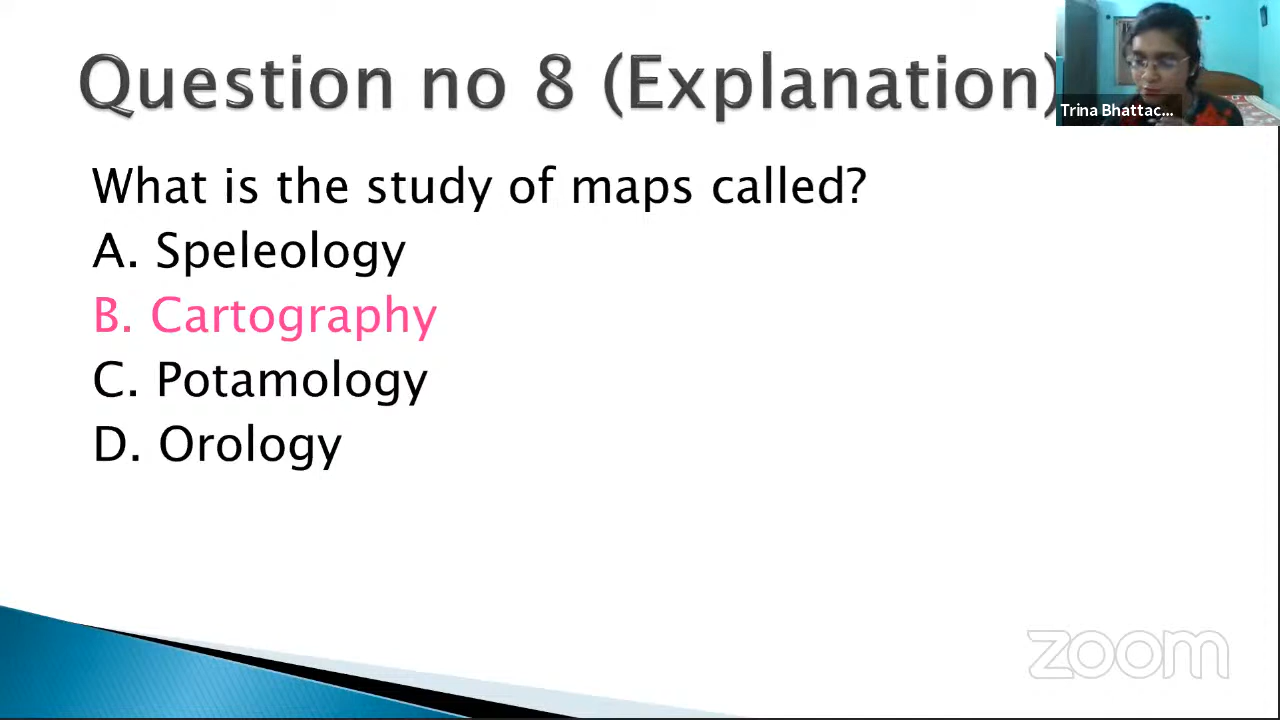 Question no 8 (Explanation)
Trina Bhattac...
What is the study of maps called?
A. Speleology
B. Cartography
C. Potamology
D. Orology
zoom